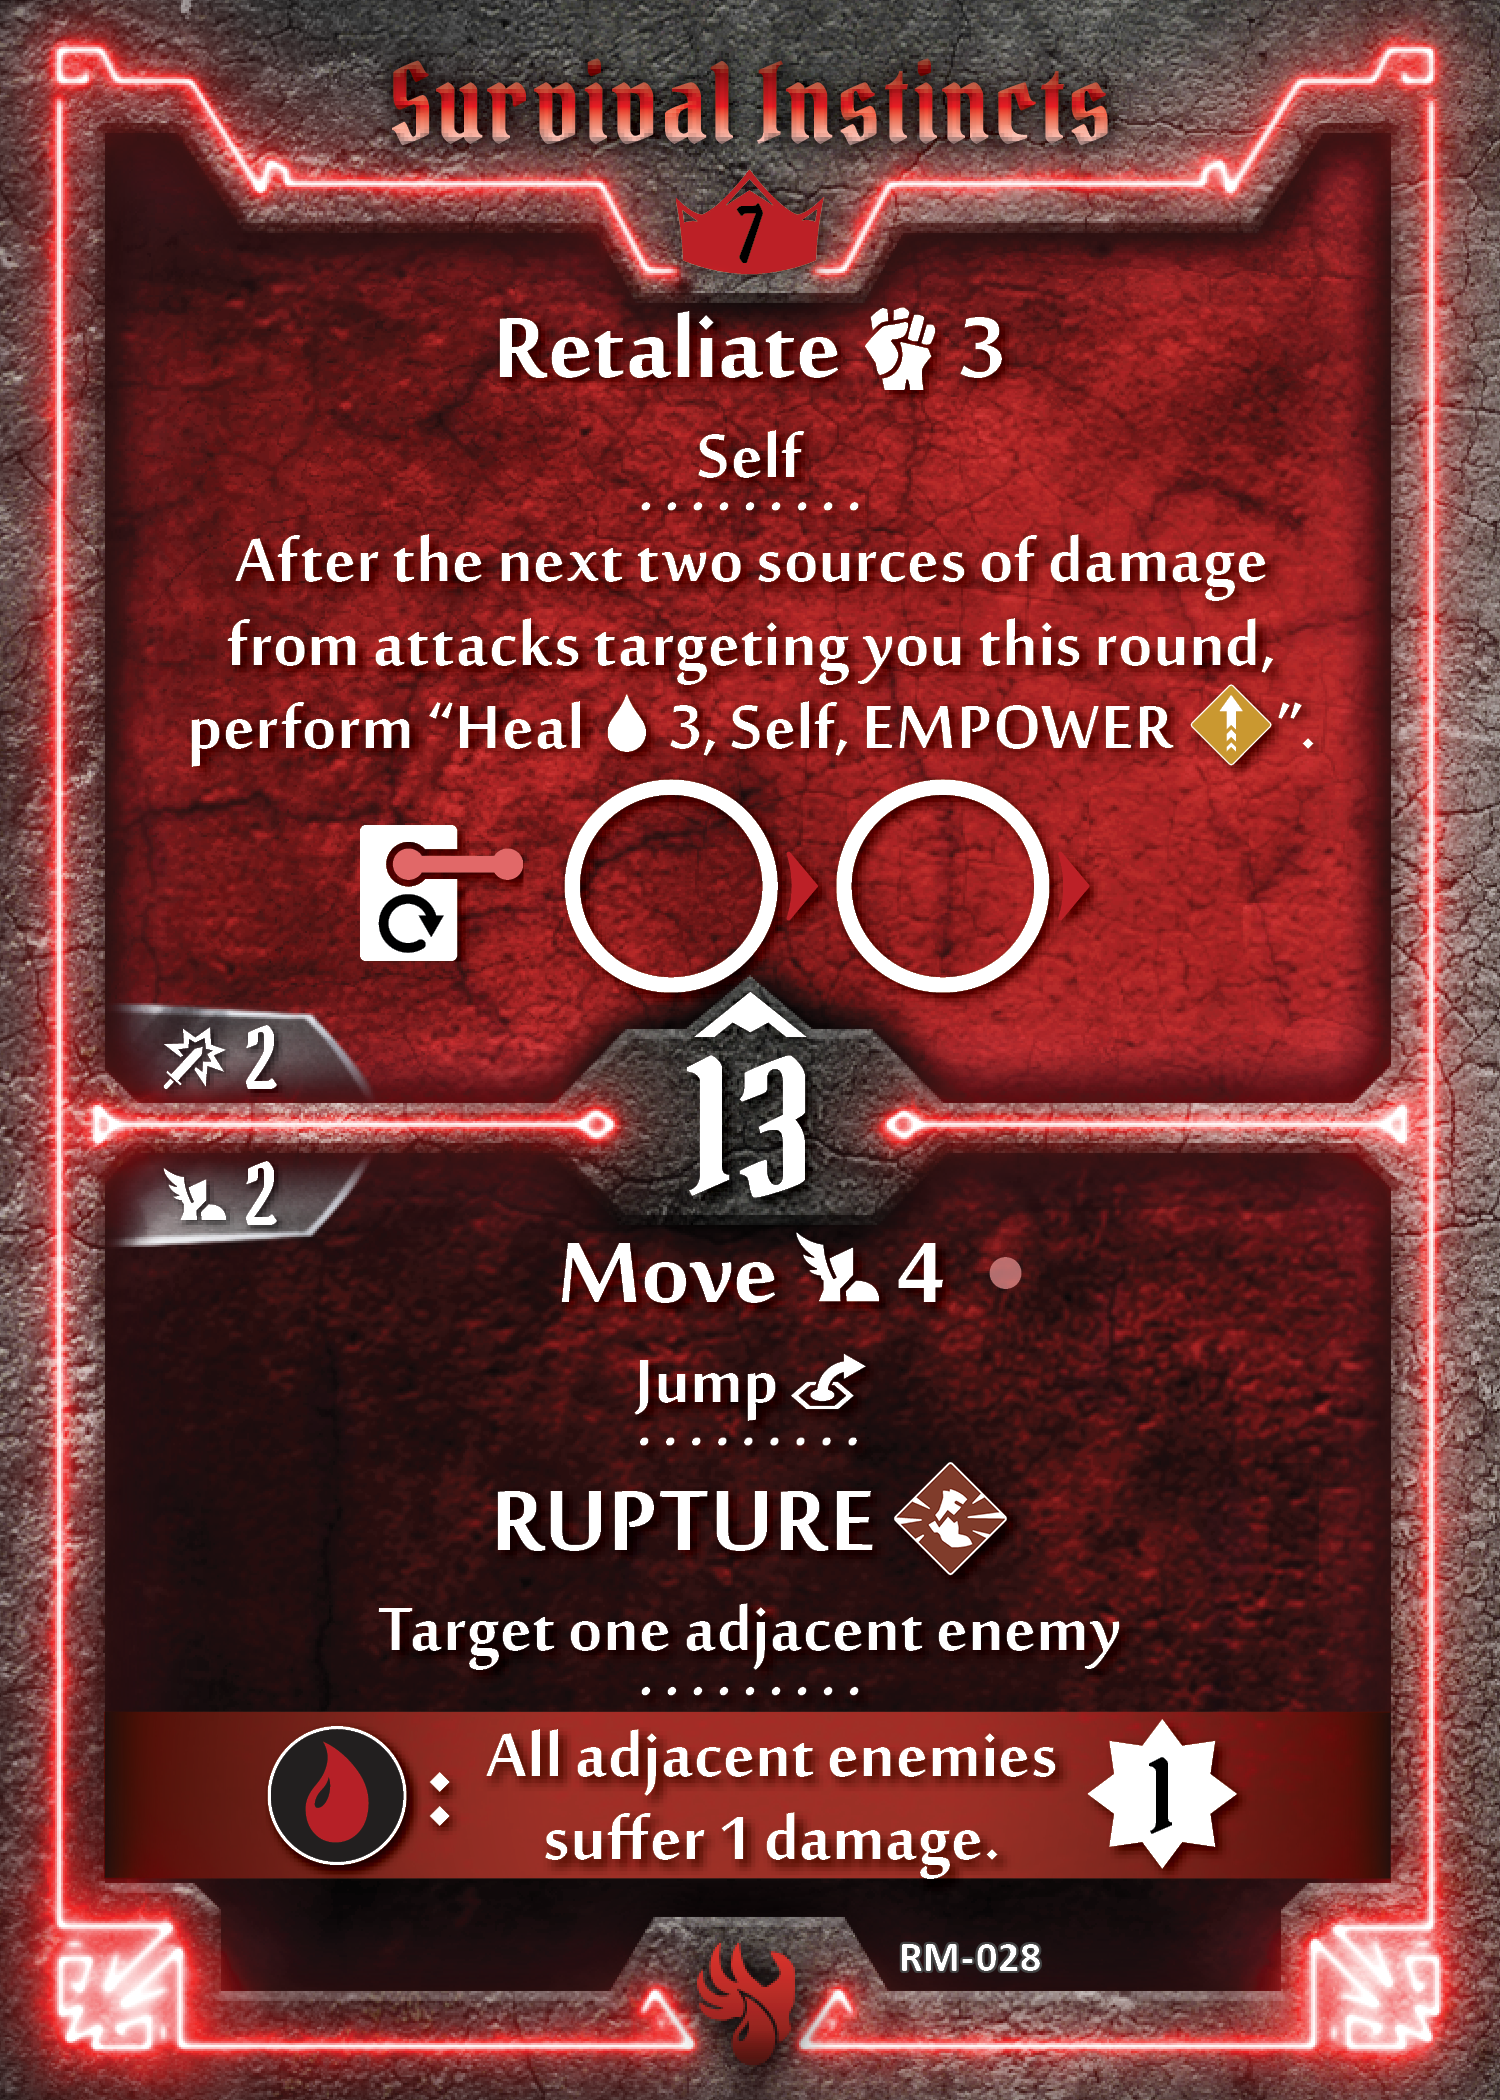 Survival Instincts
7
Retaliate 3
Self
After the next two sources of damage
from attacks targeting you this round,
perform “Heal 3, Self, EMPOWER ”.
2
13
2
Move 4
Jump
RUPTURE
Target one adjacent enemy
: All adjacent enemies
suffer 1 damage.
1
RM-028